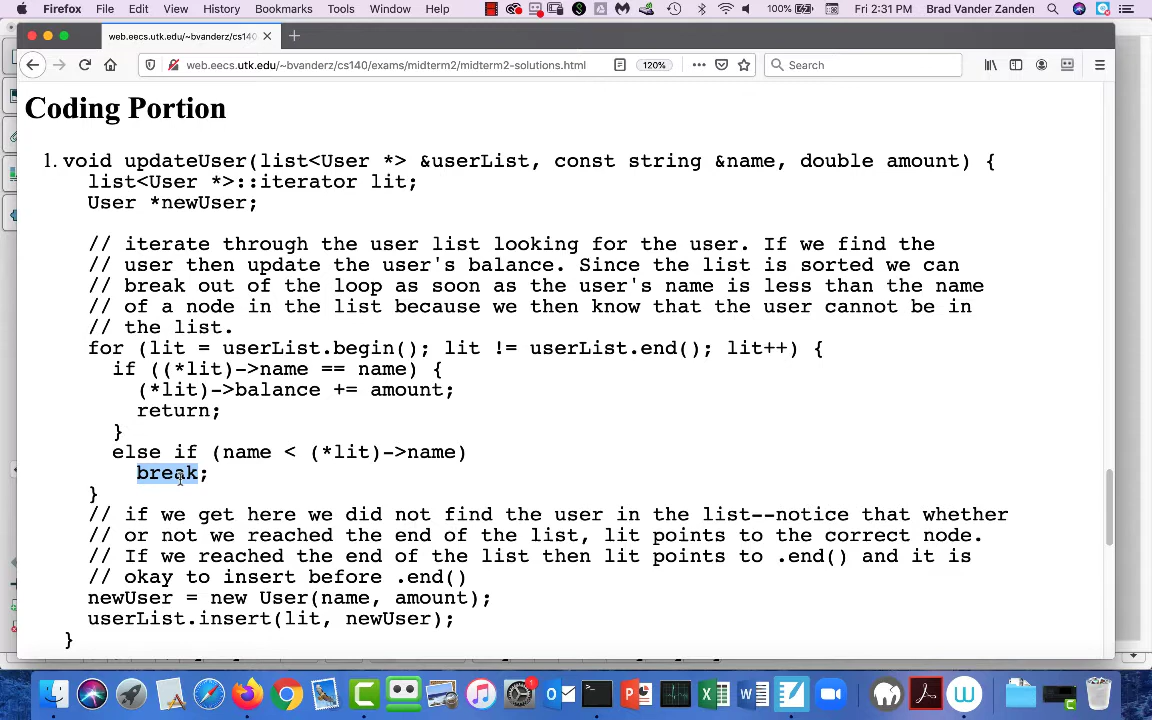 Firefox File Edit View History Bookmarks Tools Window Help 100% Fri 2:31 PM Brad Vander Zanden
web.eecs.utk.edu/~bvanderz/cs140
web.eecs.utk.edu/~bvanderz/cs140/exams/midterm2/midterm2-solutions.html 120% Search
Coding Portion
1. void updateUser(list<User *> &userList, const string &name, double amount) {
list<User *>::iterator lit;
User *newUser;
// iterate through the user list looking for the user. If we find the
// user then update the user's balance. Since the list is sorted we can
// break out of the loop as soon as the user's name is less than the name
// of a node in the list because we then know that the user cannot be in
// the list.
for (lit = userList.begin(); lit != userList.end(); lit++) {
if ((*lit)->name == name) {
(*lit)->balance += amount;
return;
}
else if (name < (*lit)->name)
break;
}
// if we get here we did not find the user in the list--notice that whether
// or not we reached the end of the list, lit points to the correct node.
// If we reached the end of the list then lit points to .end() and it is
// okay to insert before .end()
newUser = new User(name, amount);
userList.insert(lit, newUser);
}